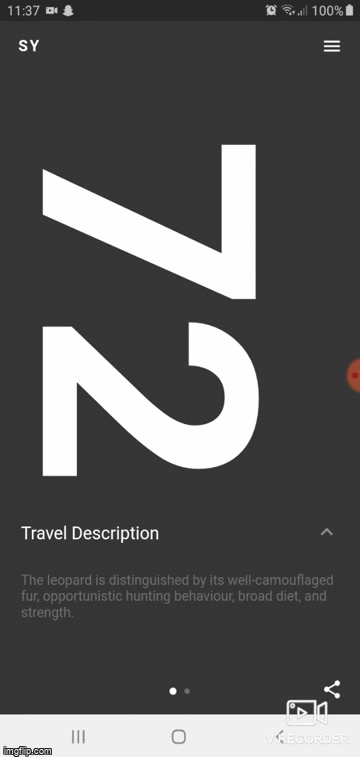 11:37 100%
SY
72
Travel Description
The leopard is distinguished by its well-camouflaged
fur, opportunistic hunting behaviour, broad diet, and
strength.
V RECORDER
imgflip.com